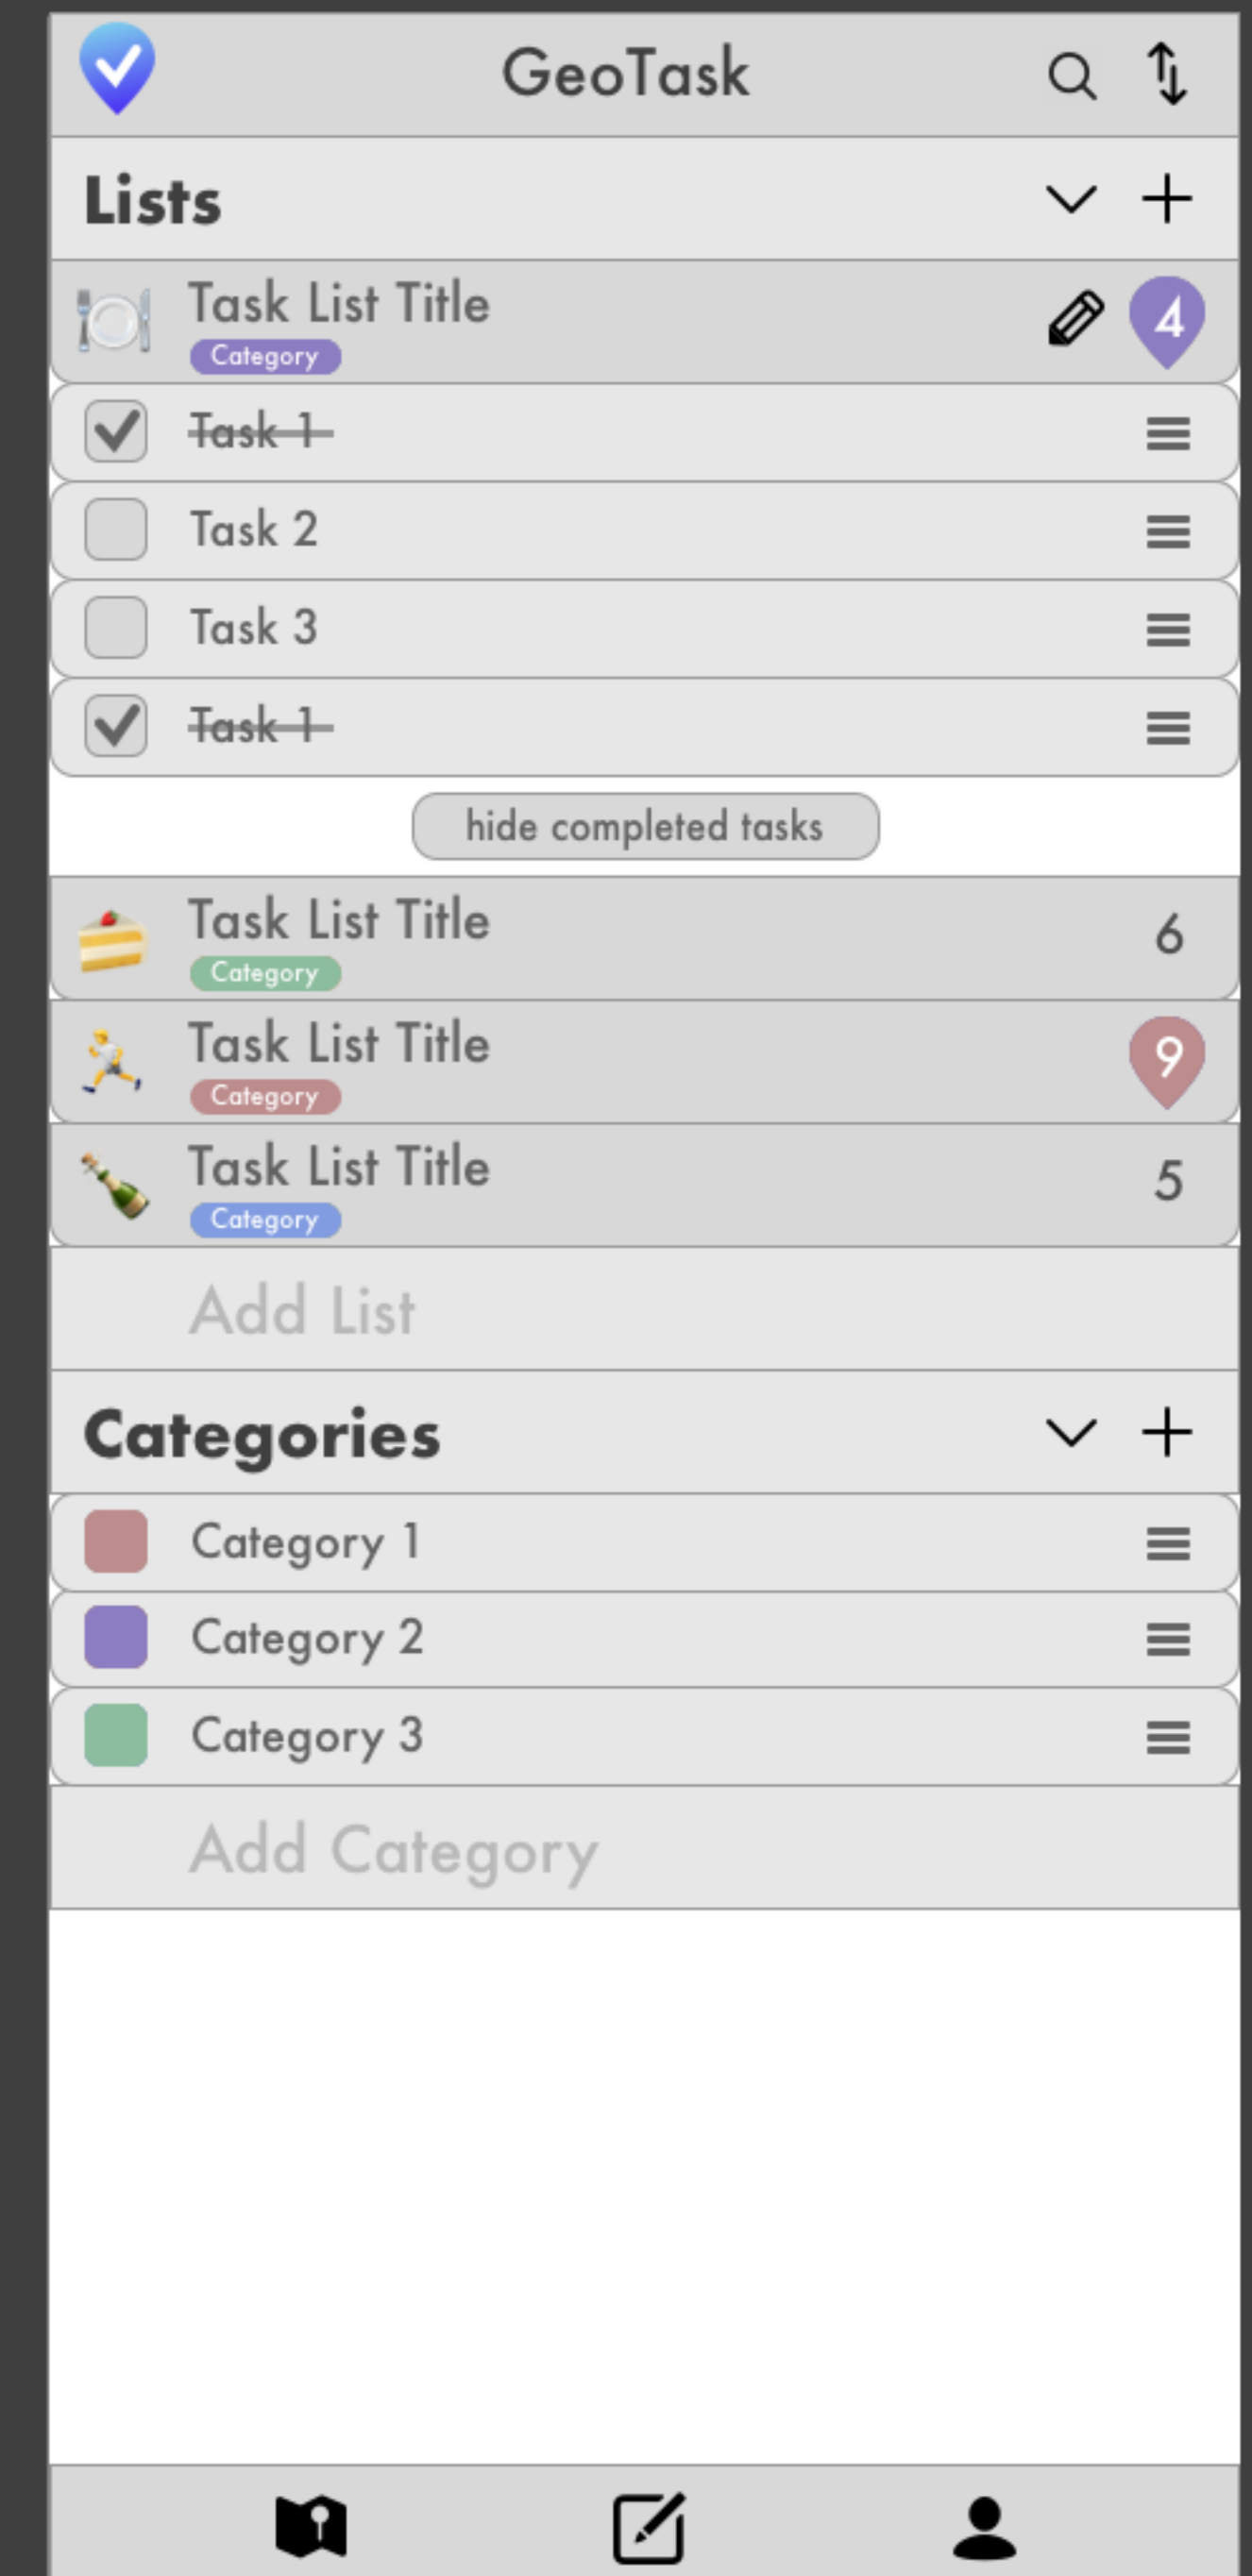 GeoTask
Lists
Task List Title
4
Category
Task 1
Task 2
Task 3
Task 1
hide completed tasks
Task List Title
6
Category
Task List Title
9
Category
Task List Title
5
Category
Add List
Categories
Category 1
Category 2
Category 3
Add Category